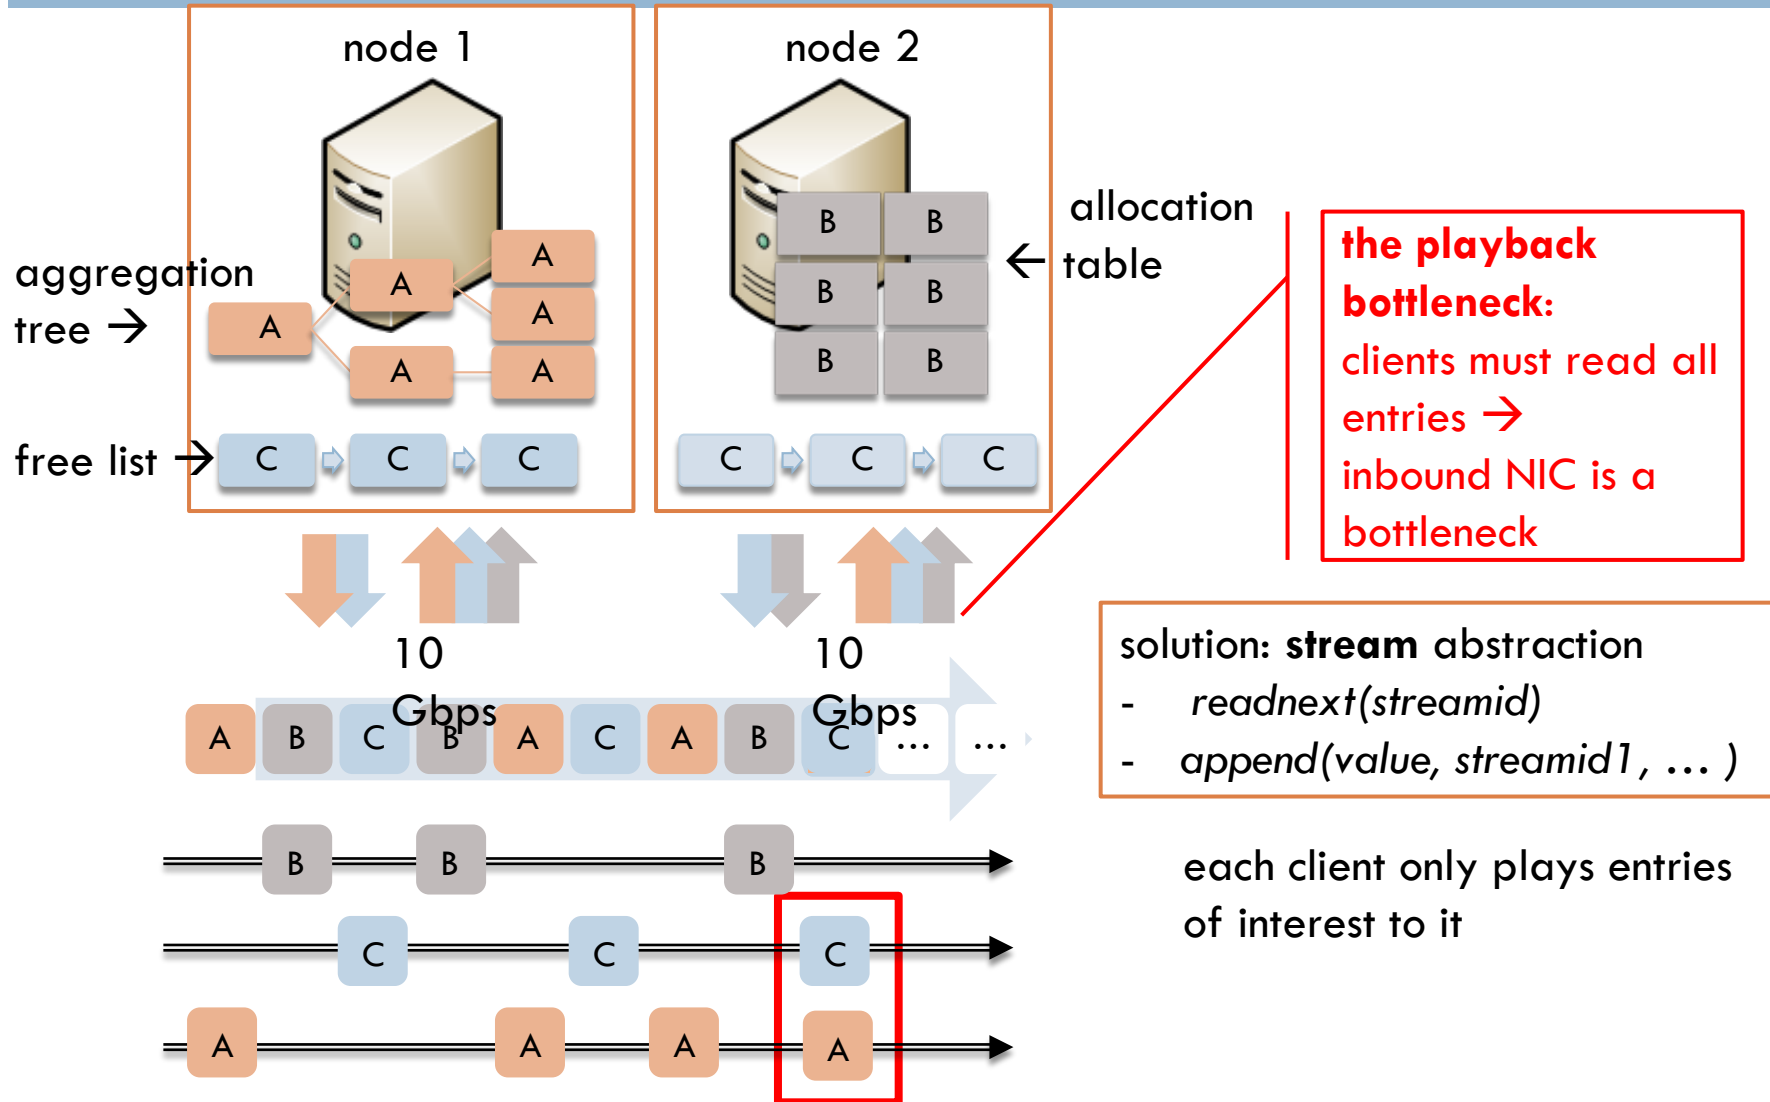 node 1
node 2
aggregation
tree →
A
A
A
A
A
A
free list →
C
C
C
B
B
B
B
B
B
allocation
← table
C
C
C
the playback
bottleneck:
clients must read all
entries →
inbound NIC is a
bottleneck
10
Gbps
10
Gbps
A B C B A C A B C ... ...
solution: stream abstraction
- readnext(streamid)
- append(value, streamid1, ... )
each client only plays entries
of interest to it
B B B
C C C
A A A A